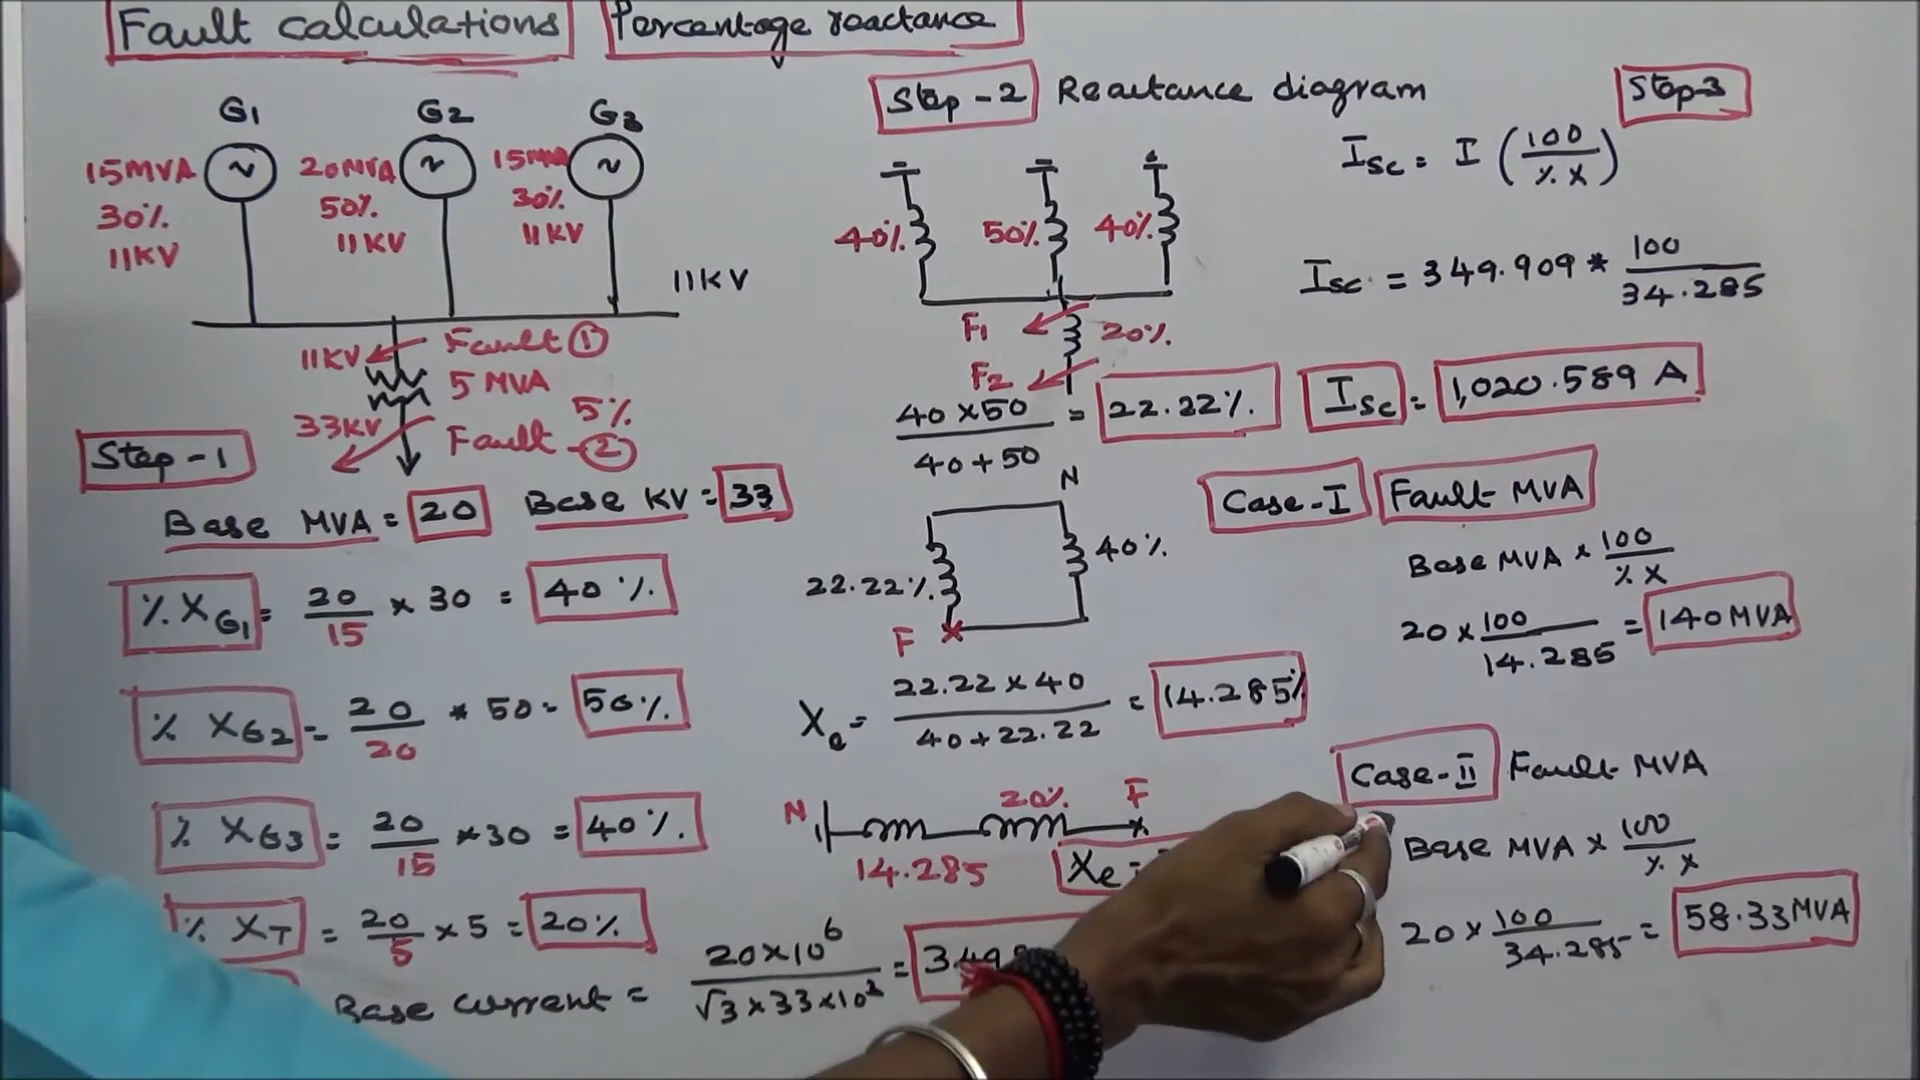 Fault calculations
Percentage reactance
G1 G2 G3
15MVA
30%
11KV
20MVA
50%
11KV
15MVA
30%
11KV
11KV
11KV
Fault ①
5 MVA
5%
33KV
Fault -②
Step-1
Base MVA = 20 Base KV = 33
% XG1 = 20/15 × 30 = 40 %
% XG2 = 20/20 * 50 = 50%
% XG3 = 20/15 * 30 = 40%
% XT = 20/5 × 5 = 20%
Base current = 20×10⁶ / √3×33×10³ =
Step-2 Reactance diagram
40% 50% 40%
F1 20%
F2
40×50 / 40+50 = 22.22%
N
22.22% 40%
F
Xe = 22.22×40 / 40+22.22 = 14.285%
N 20% F
14.285
Xe =
Step-3
Isc = I (100 / %X)
Isc = 349.909 * 100 / 34.285
Isc = 1,020.589 A
Case-I Fault MVA
Base MVA × 100 / %X
20 × 100 / 14.285 = 140MVA
Case-II Fault MVA
Base MVA × 100 / %X
20 × 100 / 34.285 = 58.33MVA